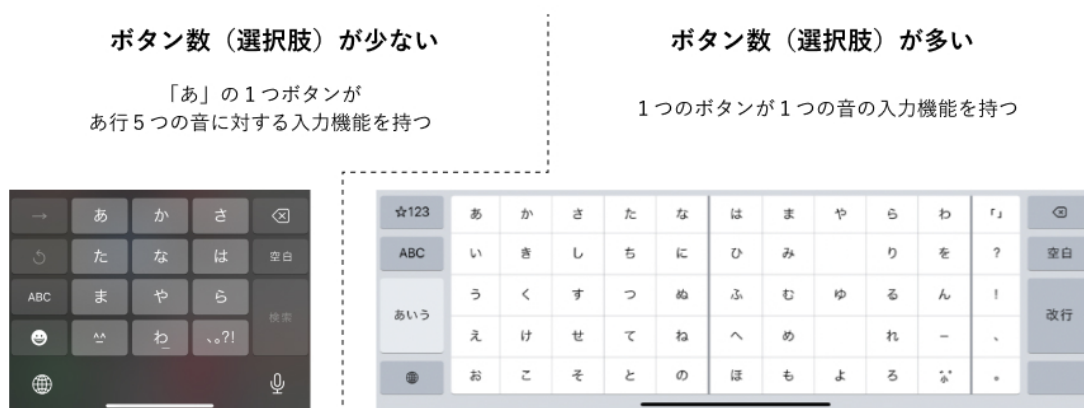 ボタン数（選択肢）が少ない
「あ」の１つボタンが
あ行５つの音に対する入力機能を持つ
→ あ か さ
た な は 空白
ABC ま や ら 検索
^^ わ_ 、。?!
ボタン数（選択肢）が多い
１つのボタンが１つの音の入力機能を持つ
☆123 あ か さ た な は ま や ら わ 「」
ABC い き し ち に ひ み り を ? 空白
あいう う く す つ ぬ ふ む ゆ る ん ! 改行
え け せ て ね へ め れ ー 、
お こ そ と の ほ も よ ろ ゛゜小 。